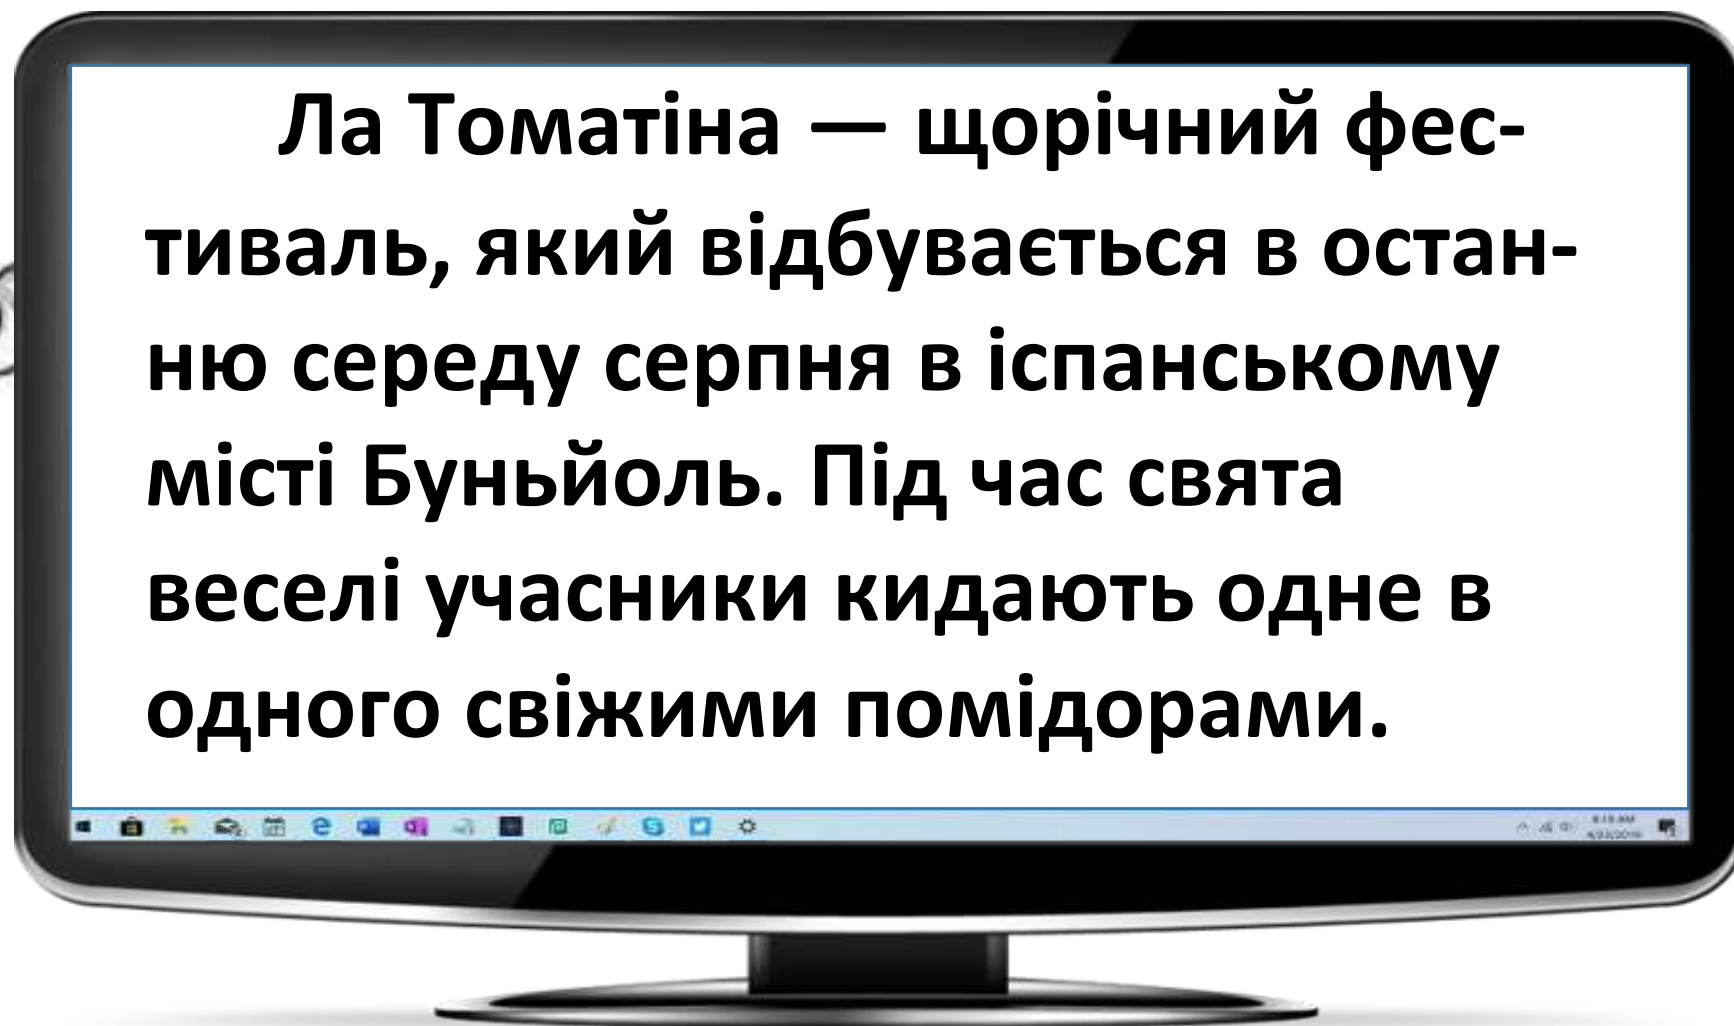 Ла Томатіна — щорічний фес-
тиваль, який відбувається в остан-
ню середу серпня в іспанському
місті Буньйоль. Під час свята
веселі учасники кидають одне в
одного свіжими помідорами.